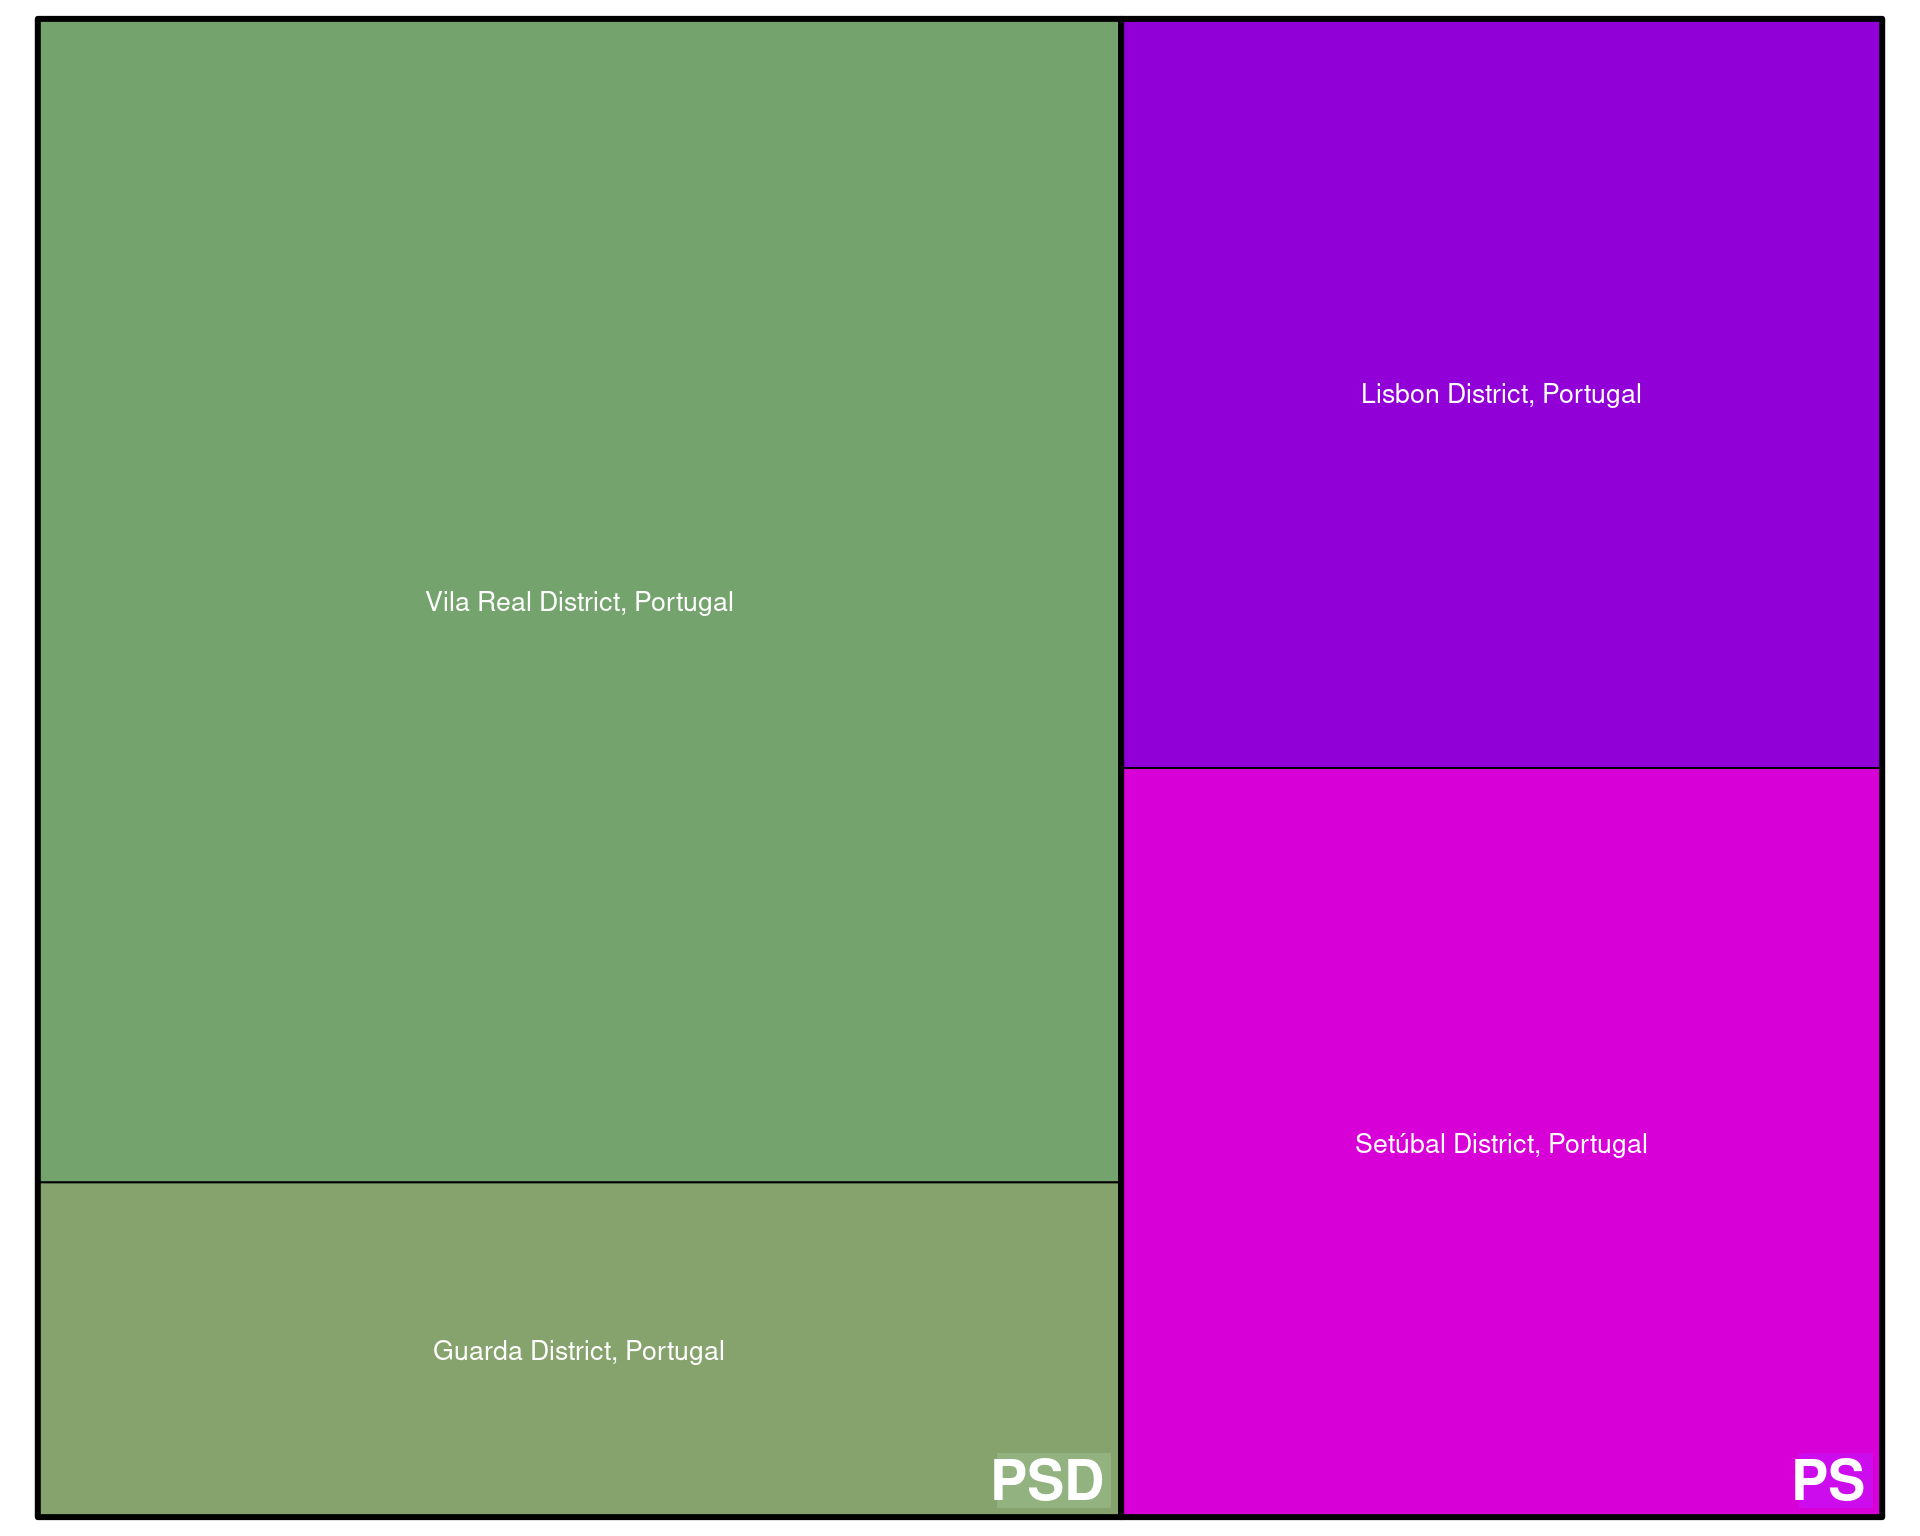 Vila Real District, Portugal
Guarda District, Portugal
PSD
Lisbon District, Portugal
Setúbal District, Portugal
PS